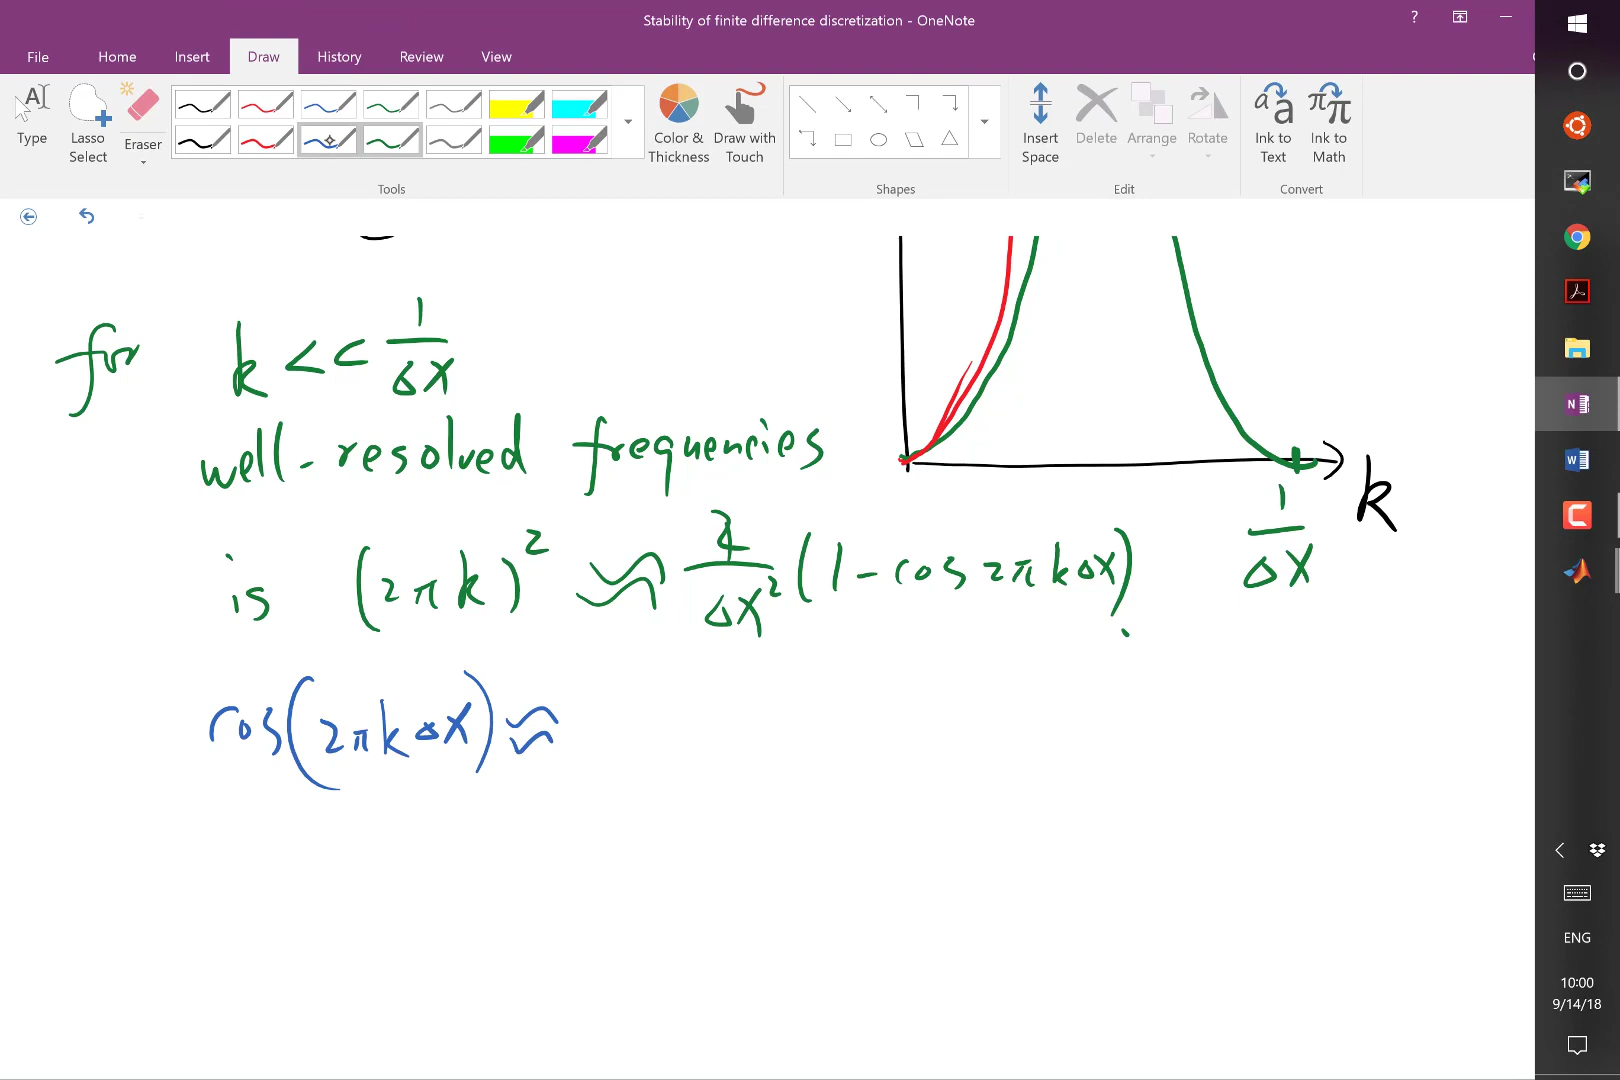 Stability of finite difference discretization - OneNote
?
File Home Insert Draw History Review View
Type
Lasso Select
Eraser
Color & Thickness
Draw with Touch
Insert Space
Delete
Arrange
Rotate
Ink to Text
Ink to Math
Tools
Shapes
Edit
Convert
for k << 1/Δx
well-resolved frequencies
k
1/Δx
is (2πk)² ≈ 2/Δx² (1 - cos 2πkΔx) ?
cos(2πkΔx) ≈
ENG
10:00
9/14/18